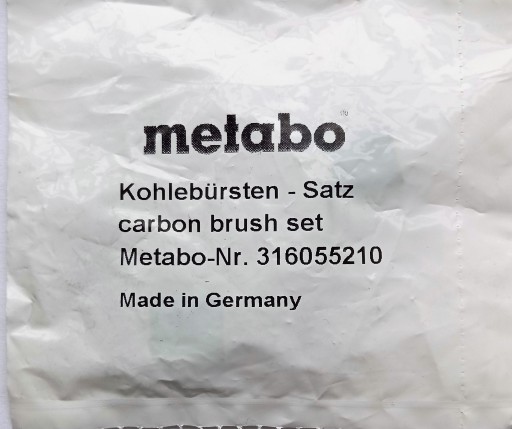 metabo
Kohlebürsten - Satz
carbon brush set
Metabo-Nr. 316055210
Made in Germany